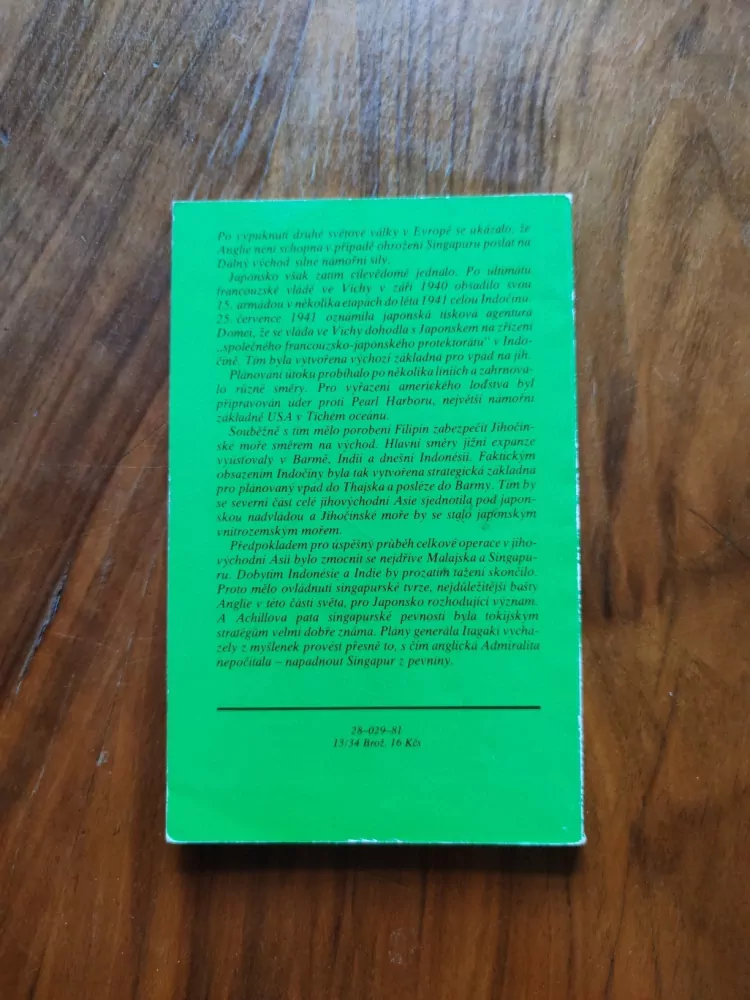 Po vypuknutí druhé světové války v Evropě se ukázalo, že
Anglie není schopna v případě ohrožení Singapuru poslat na
Dálný východ silné námořní síly.
Japonsko však zatím cílevědomě jednalo. Po ultimátu
francouzské vládě ve Vichy v září 1940 obsadilo svou
15. armádou v několika etapách do léta 1941 celou Indočínu.
25. července 1941 oznámila japonská tisková agentura
Domei, že se vláda ve Vichy dohodla s Japonskem na zřízení
„společného francouzsko-japonského protektorátu" v Indo-
číně. Tím byla vytvořena výchozí základna pro vpád na jih.
Plánování útoku probíhalo po několika liniích a zahrnova-
lo různé směry. Pro vyřazení amerického loďstva byl
připravován úder proti Pearl Harboru, největší námořní
základně USA v Tichém oceánu.
Souběžně s tím mělo porobení Filipín zabezpečit Jihočín-
ské moře směrem na východ. Hlavní směry jižní expanze
vyúsťovaly v Barmě, Indii a dnešní Indonésii. Faktickým
obsazením Indočíny byla tak vytvořena strategická základna
pro plánovaný vpád do Thajska a posléze do Barmy. Tím by
se severní část celé jihovýchodní Asie sjednotila pod japon-
skou nadvládou a Jihočínské moře by se stalo japonským
vnitrozemským mořem.
Předpokladem pro úspěšný průběh celkové operace v jiho-
východní Asii bylo zmocnit se nejdříve Malajska a Singapu-
ru. Dobytím Indonésie a Indie by prozatím tažení skončilo.
Proto mělo ovládnutí singapurské tvrze, nejdůležitější bašty
Anglie v této části světa, pro Japonsko rozhodující význam.
A Achillova pata singapurské pevnosti byla tokijským
stratégům velmi dobře známa. Plány generála Itagaki vychá-
zely z myšlenek provést přesně to, s čím anglická Admiralita
nepočítala – napadnout Singapur z pevniny.
28–029–81
13/34 Brož. 16 Kčs